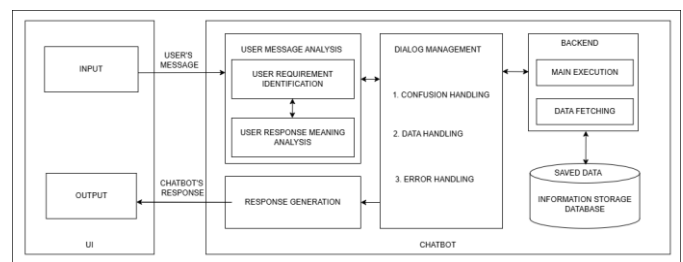 INPUT
OUTPUT
UI
USER'S
MESSAGE
CHATBOT'S
RESPONSE
USER MESSAGE ANALYSIS
USER REQUIREMENT
IDENTIFICATION
USER RESPONSE MEANING
ANALYSIS
RESPONSE GENERATION
DIALOG MANAGEMENT
1. CONFUSION HANDLING
2. DATA HANDLING
3. ERROR HANDLING
BACKEND
MAIN EXECUTION
DATA FETCHING
SAVED DATA
INFORMATION STORAGE
DATABASE
CHATBOT